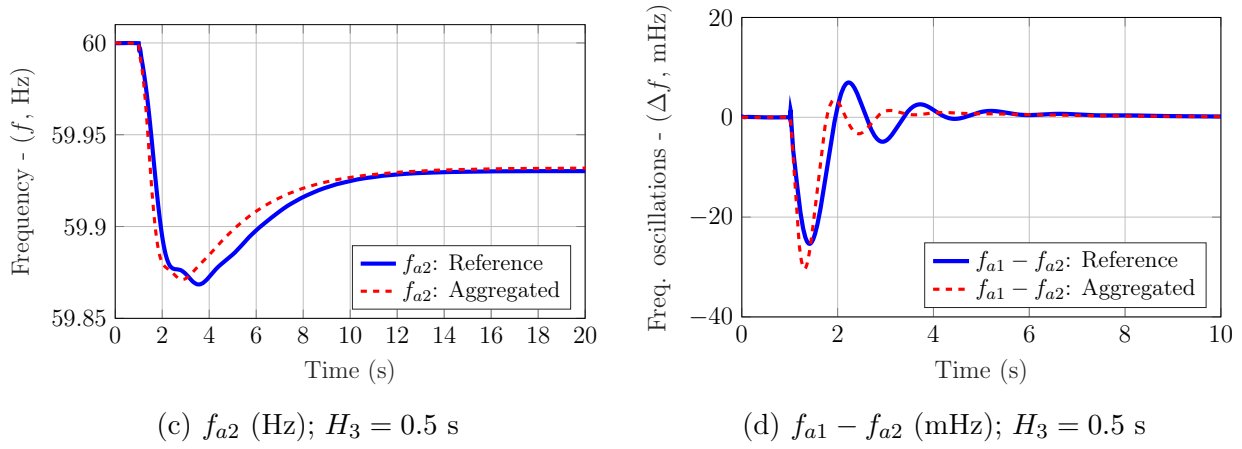 Frequency - (f, Hz)
60
59.95
59.9
59.85
0 2 4 6 8 10 12 14 16 18 20
Time (s)
f_{a2}: Reference
f_{a2}: Aggregated
(c) f_{a2} (Hz); H_3 = 0.5 s
Freq. oscillations - (Δf, mHz)
20
0
−20
−40
0 2 4 6 8 10
Time (s)
f_{a1} − f_{a2}: Reference
f_{a1} − f_{a2}: Aggregated
(d) f_{a1} − f_{a2} (mHz); H_3 = 0.5 s